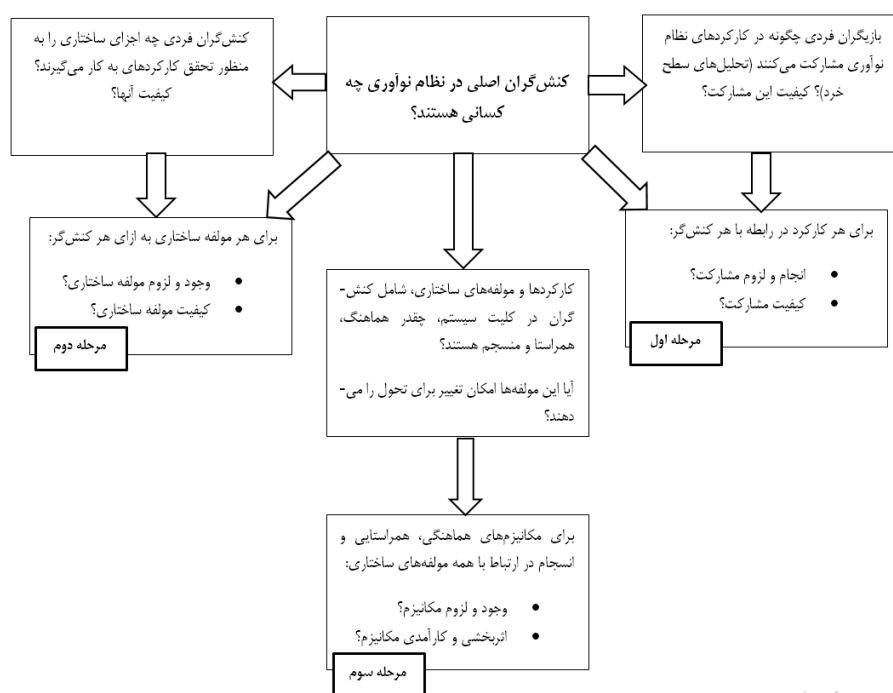 کنش‌گران اصلی در نظام نوآوری چه
کسانی هستند؟
بازیگران فردی چگونه در کارکردهای نظام
نوآوری مشارکت می‌کنند (تحلیل‌های سطح
خرد)؟ کیفیت این مشارکت؟
کنش‌گران فردی چه اجزای ساختاری را به
منظور تحقق کارکردهای به کار می‌گیرند؟
کیفیت آنها؟
برای هر کارکرد در رابطه با هر کنش‌گر:
• انجام و لزوم مشارکت؟
• کیفیت مشارکت؟
مرحله اول
برای هر مولفه ساختاری به ازای هر کنش‌گر:
• وجود و لزوم مولفه ساختاری؟
• کیفیت مولفه ساختاری؟
مرحله دوم
کارکردها و مولفه‌های ساختاری، شامل کنش-
گران در کلیت سیستم، چقدر هماهنگ،
همراستا و منسجم هستند؟
آیا این مولفه‌ها امکان تغییر برای تحول را می-
دهند؟
برای مکانیزم‌های هماهنگی، همراستایی و
انسجام در ارتباط با همه مولفه‌های ساختاری:
• وجود و لزوم مکانیزم؟
• اثربخشی و کارآمدی مکانیزم؟
مرحله سوم